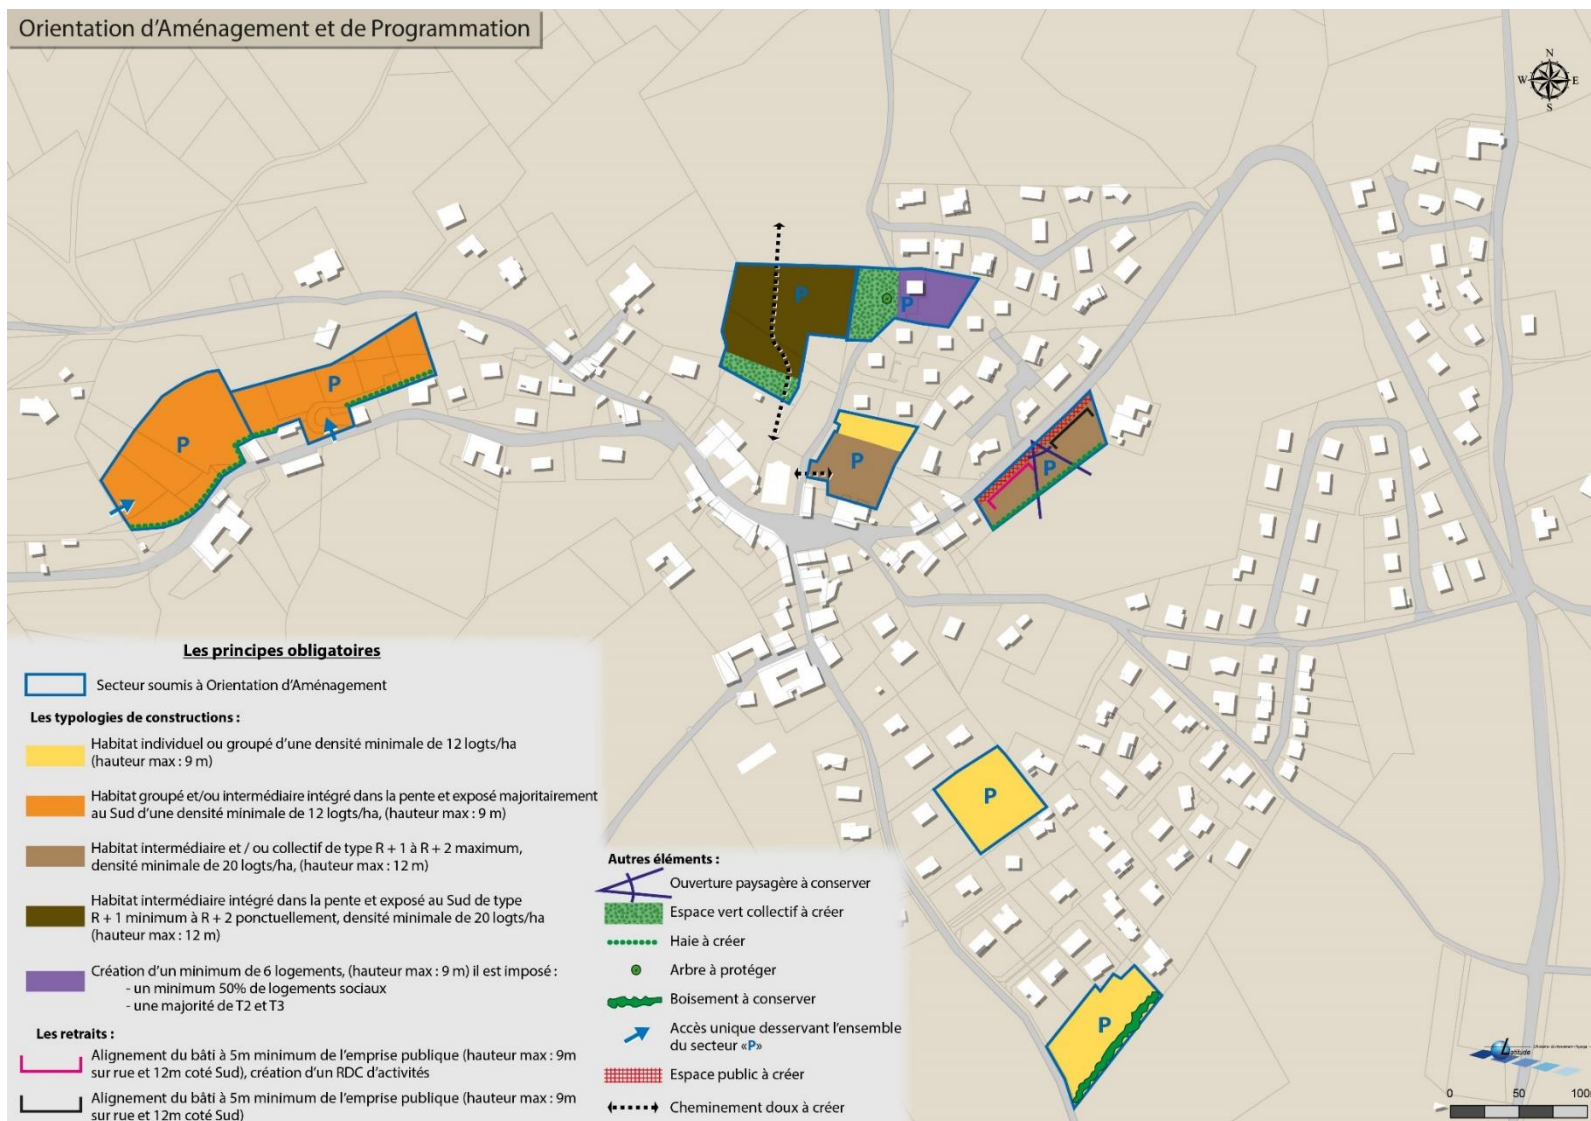 Orientation d'Aménagement et de Programmation
N
W E
S
P
P
P
P
P
P
P
P
Les principes obligatoires
Secteur soumis à Orientation d'Aménagement
Les typologies de constructions :
Habitat individuel ou groupé d'une densité minimale de 12 logts/ha
(hauteur max : 9 m)
Habitat groupé et/ou intermédiaire intégré dans la pente et exposé majoritairement
au Sud d'une densité minimale de 12 logts/ha, (hauteur max : 9 m)
Habitat intermédiaire et / ou collectif de type R + 1 à R + 2 maximum,
densité minimale de 20 logts/ha, (hauteur max : 12 m)
Habitat intermédiaire intégré dans la pente et exposé au Sud de type
R + 1 minimum à R + 2 ponctuellement, densité minimale de 20 logts/ha
(hauteur max : 12 m)
Création d'un minimum de 6 logements, (hauteur max : 9 m) il est imposé :
- un minimum 50% de logements sociaux
- une majorité de T2 et T3
Les retraits :
Alignement du bâti à 5m minimum de l'emprise publique (hauteur max : 9m
sur rue et 12m coté Sud), création d'un RDC d'activités
Alignement du bâti à 5m minimum de l'emprise publique (hauteur max : 9m
sur rue et 12m coté Sud)
Autres éléments :
Ouverture paysagère à conserver
Espace vert collectif à créer
Haie à créer
Arbre à protéger
Boisement à conserver
Accès unique desservant l'ensemble
du secteur «P»
Espace public à créer
Cheminement doux à créer
Latitude
0 50 100m